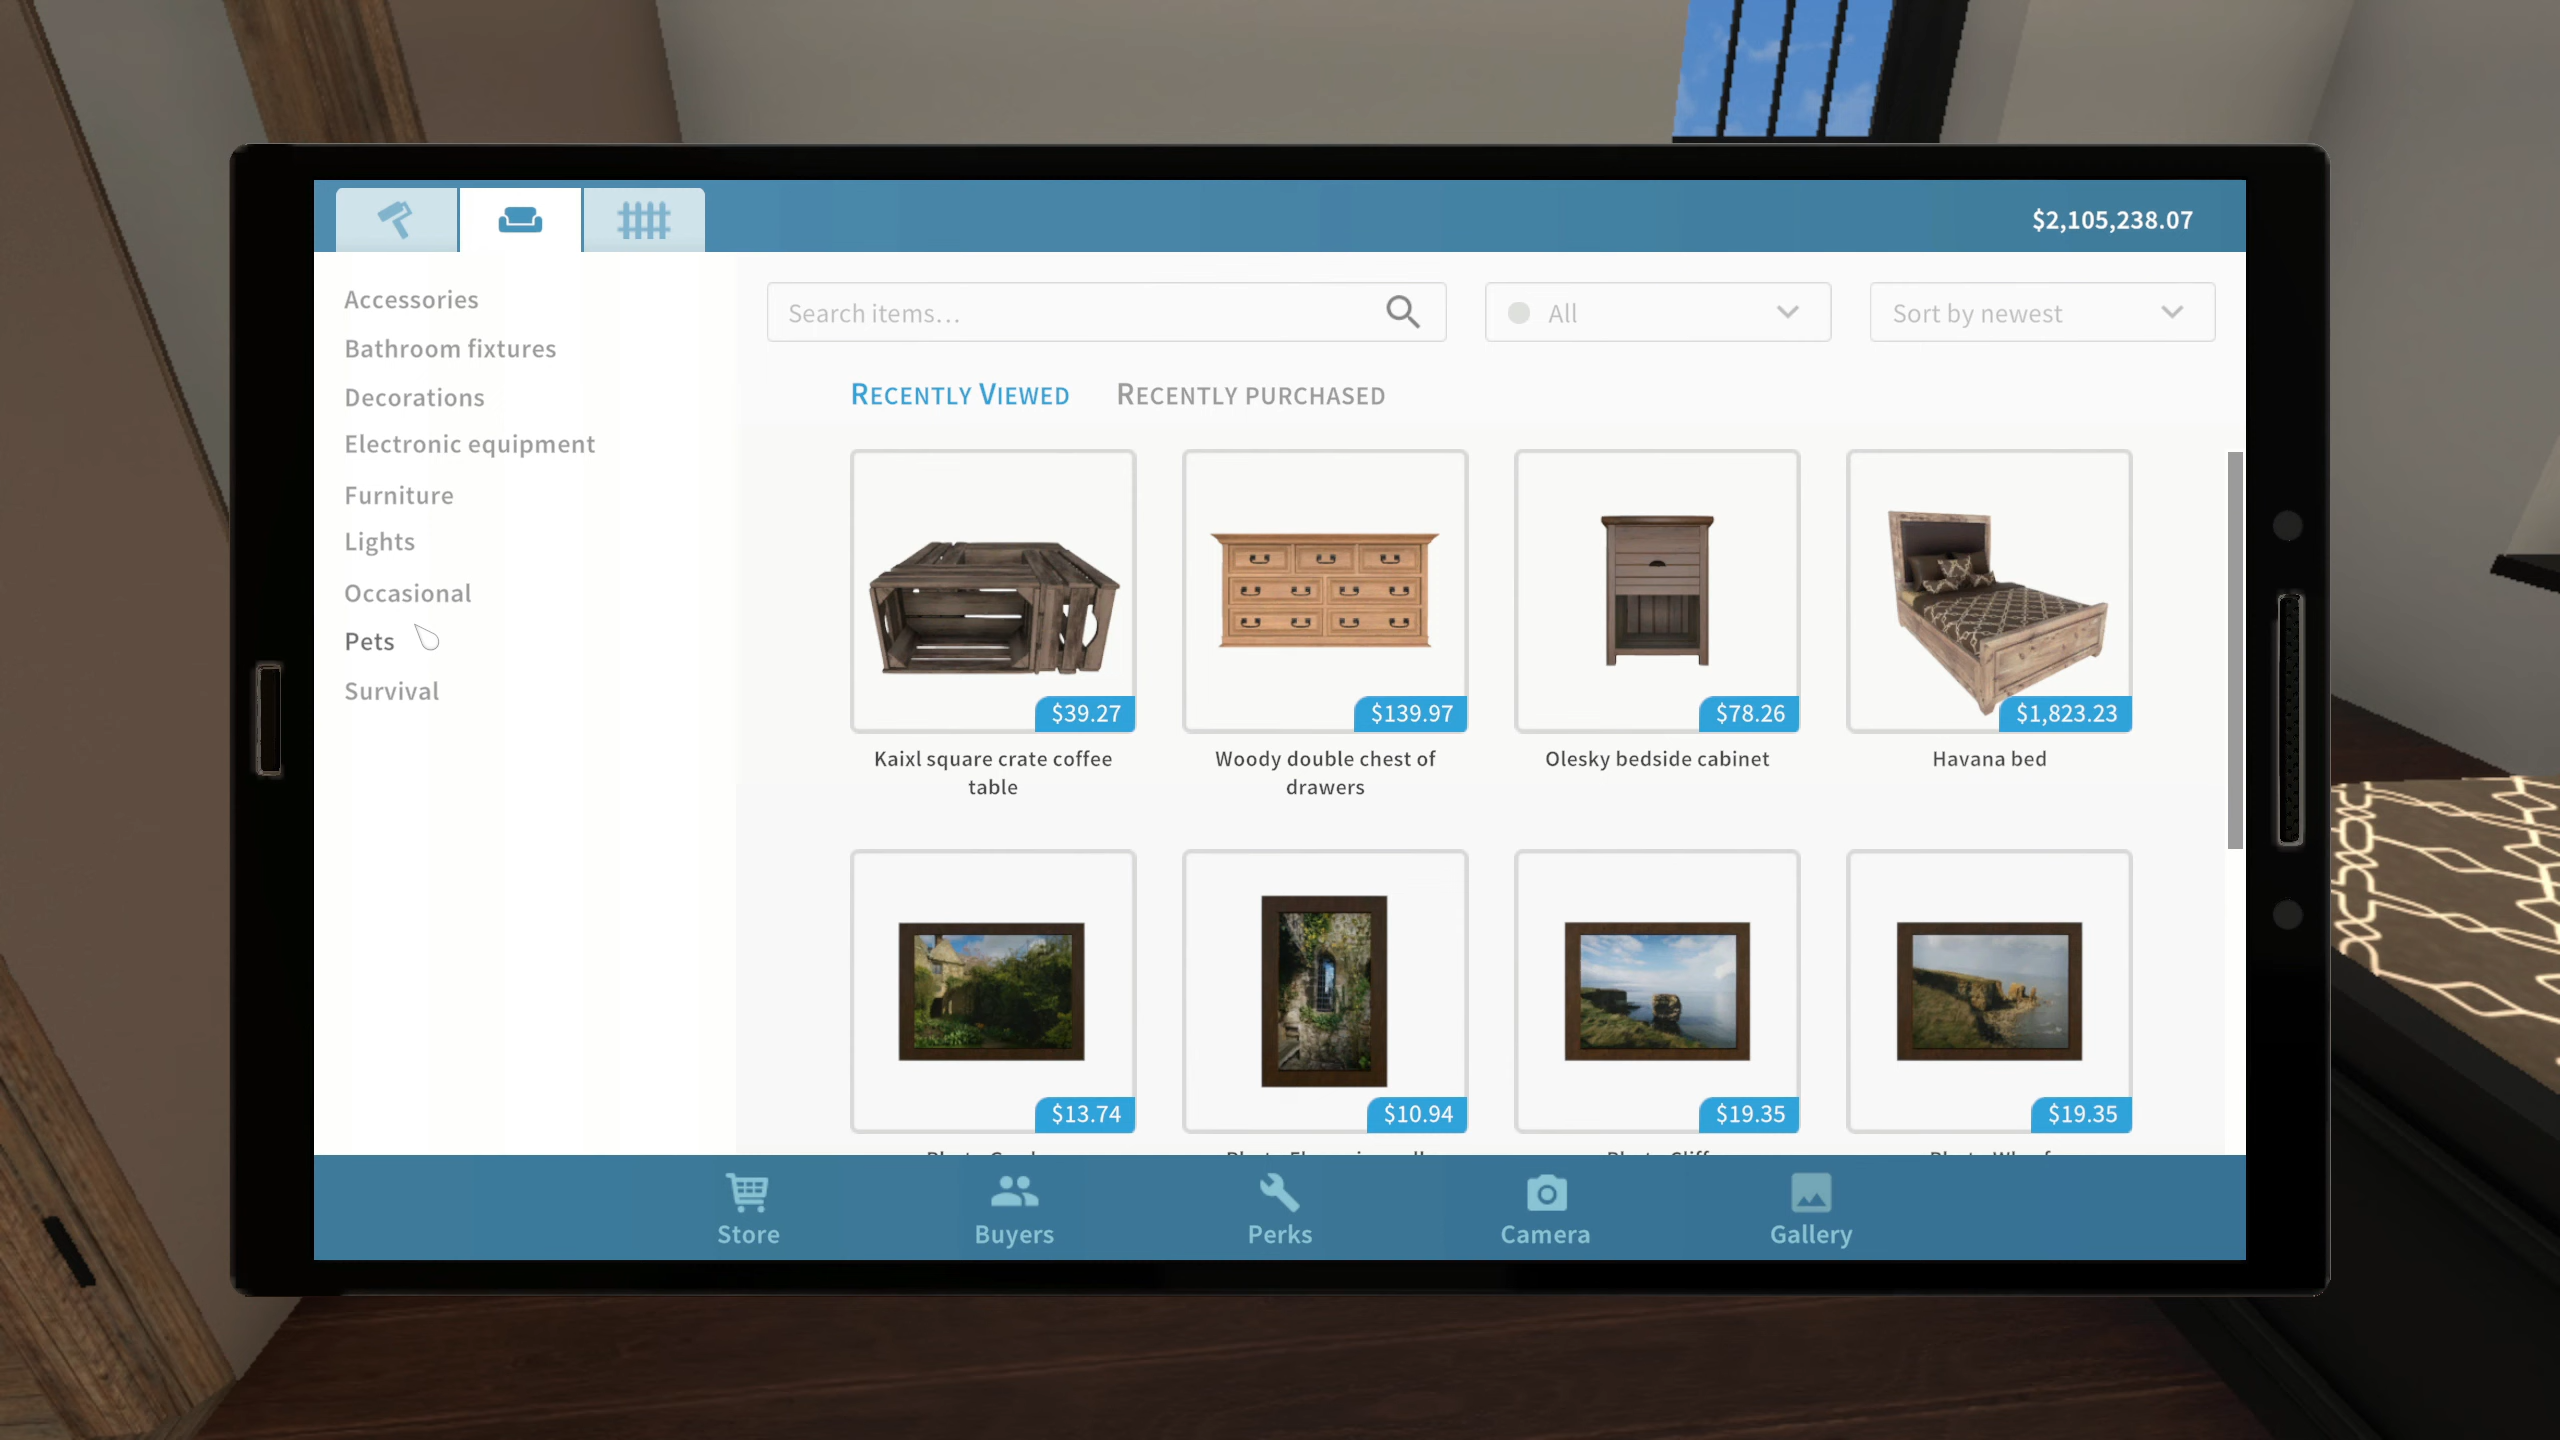 $2,105,238.07
Accessories
Bathroom fixtures
Decorations
Electronic equipment
Furniture
Lights
Occasional
Pets
Survival
Search items...
All
Sort by newest
RECENTLY VIEWED
RECENTLY PURCHASED
$39.27
$139.97
$78.26
$1,823.23
Kaixl square crate coffee
table
Woody double chest of
drawers
Olesky bedside cabinet
Havana bed
$13.74
$10.94
$19.35
$19.35
Store
Buyers
Perks
Camera
Gallery